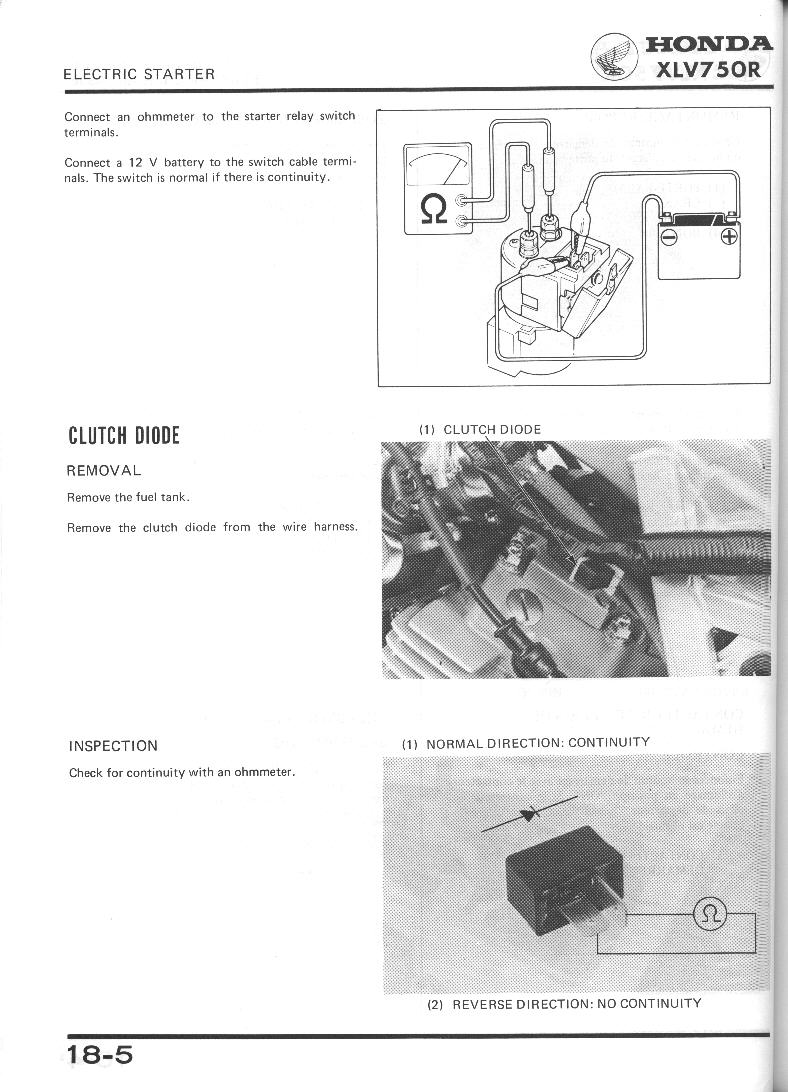 ELECTRIC STARTER
HONDA
XLV750R
Connect an ohmmeter to the starter relay switch
terminals.
Connect a 12 V battery to the switch cable termi-
nals. The switch is normal if there is continuity.
Ω
⊖ ⊕
CLUTCH DIODE
REMOVAL
Remove the fuel tank.
Remove the clutch diode from the wire harness.
(1) CLUTCH DIODE
INSPECTION
Check for continuity with an ohmmeter.
(1) NORMAL DIRECTION: CONTINUITY
Ω
(2) REVERSE DIRECTION: NO CONTINUITY
18-5